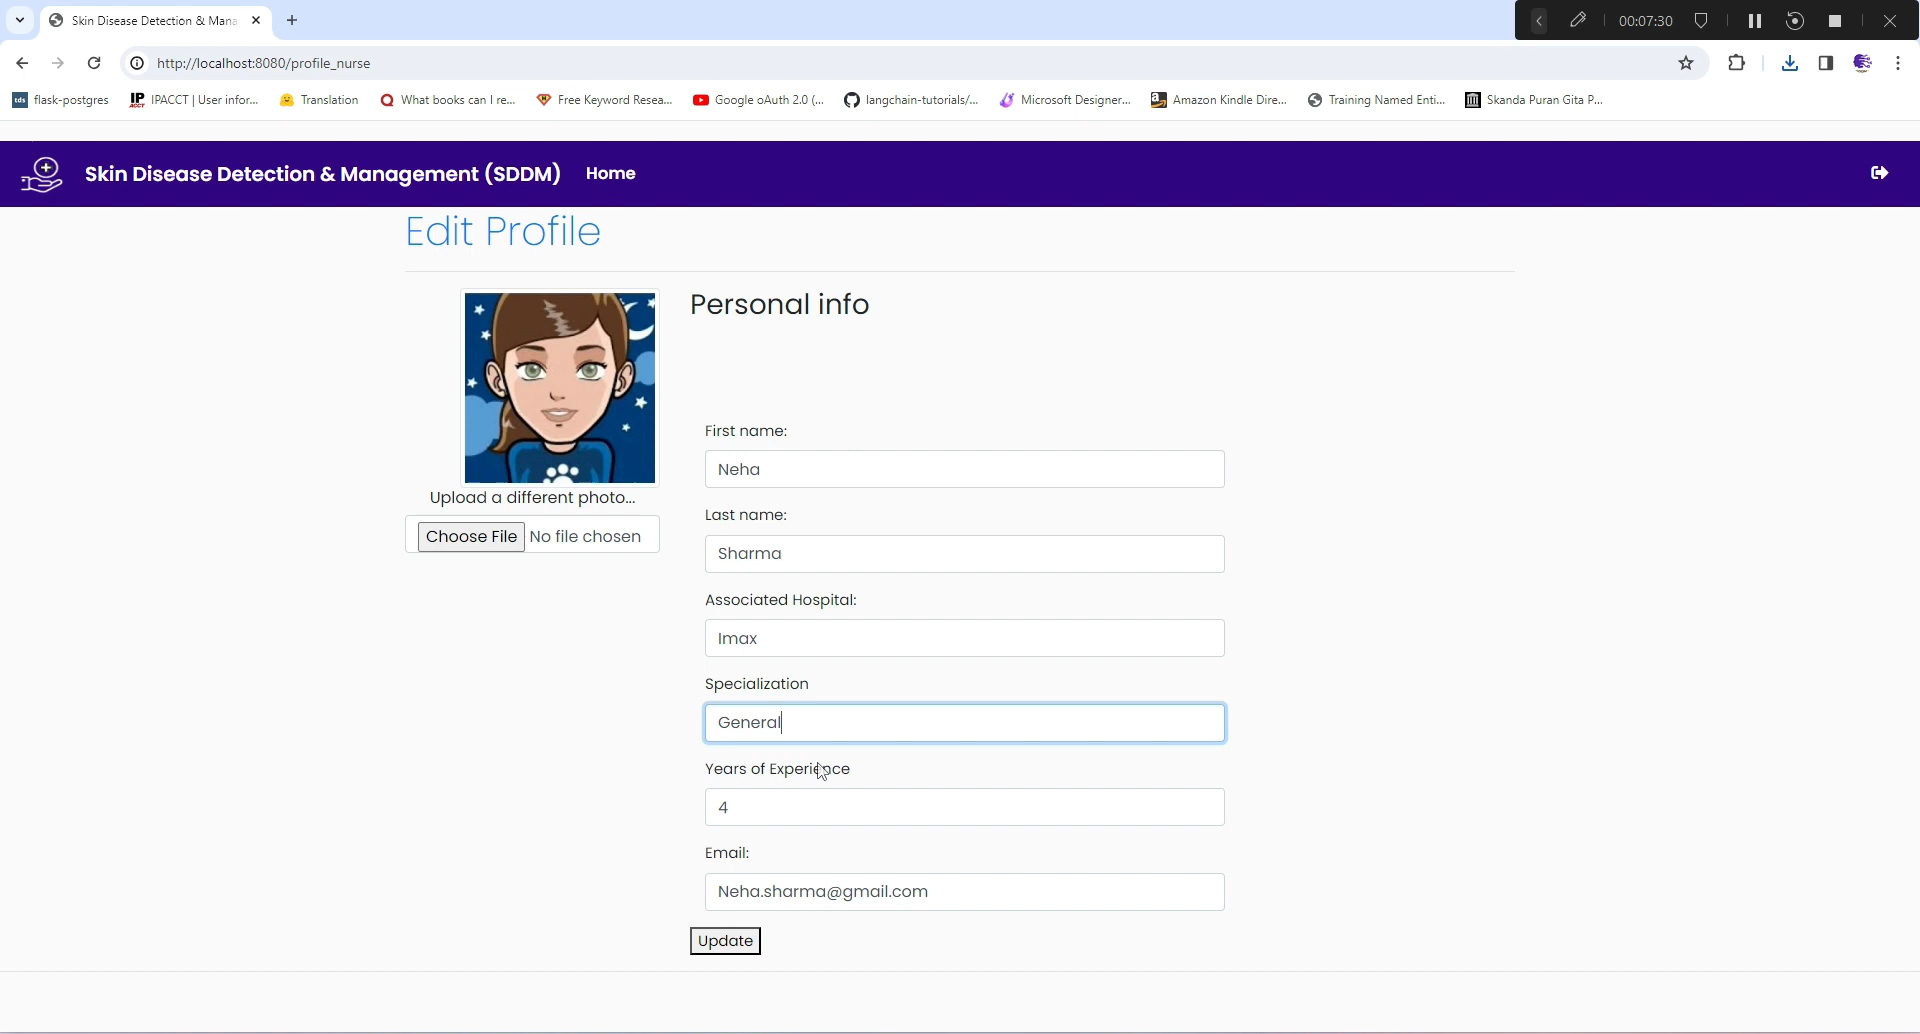 Skin Disease Detection & Mana
00:07:30
http://localhost:8080/profile_nurse
tds flask-postgres
IP ACCT IPACCT | User infor...
Translation
What books can I re...
Free Keyword Resea...
Google oAuth 2.0 (...
langchain-tutorials/...
Microsoft Designer...
Amazon Kindle Dire...
Training Named Enti...
Skanda Puran Gita P...
Skin Disease Detection & Management (SDDM)
Home
Edit Profile
Upload a different photo...
Choose File No file chosen
Personal info
First name:
Neha
Last name:
Sharma
Associated Hospital:
Imax
Specialization
General
Years of Experience
4
Email:
Neha.sharma@gmail.com
Update